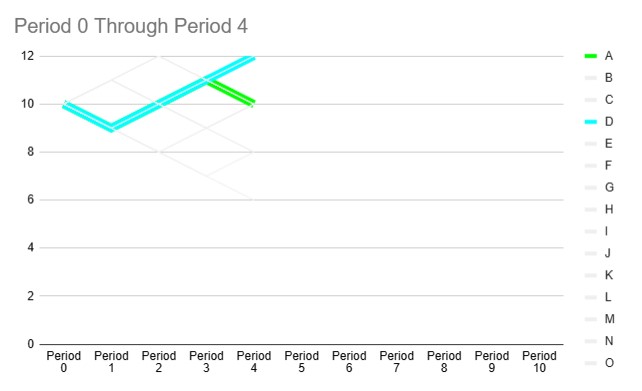 Period 0 Through Period 4
12
10
8
6
4
2
0
Period 0
Period 1
Period 2
Period 3
Period 4
Period 5
Period 6
Period 7
Period 8
Period 9
Period 10
A
B
C
D
E
F
G
H
I
J
K
L
M
N
O